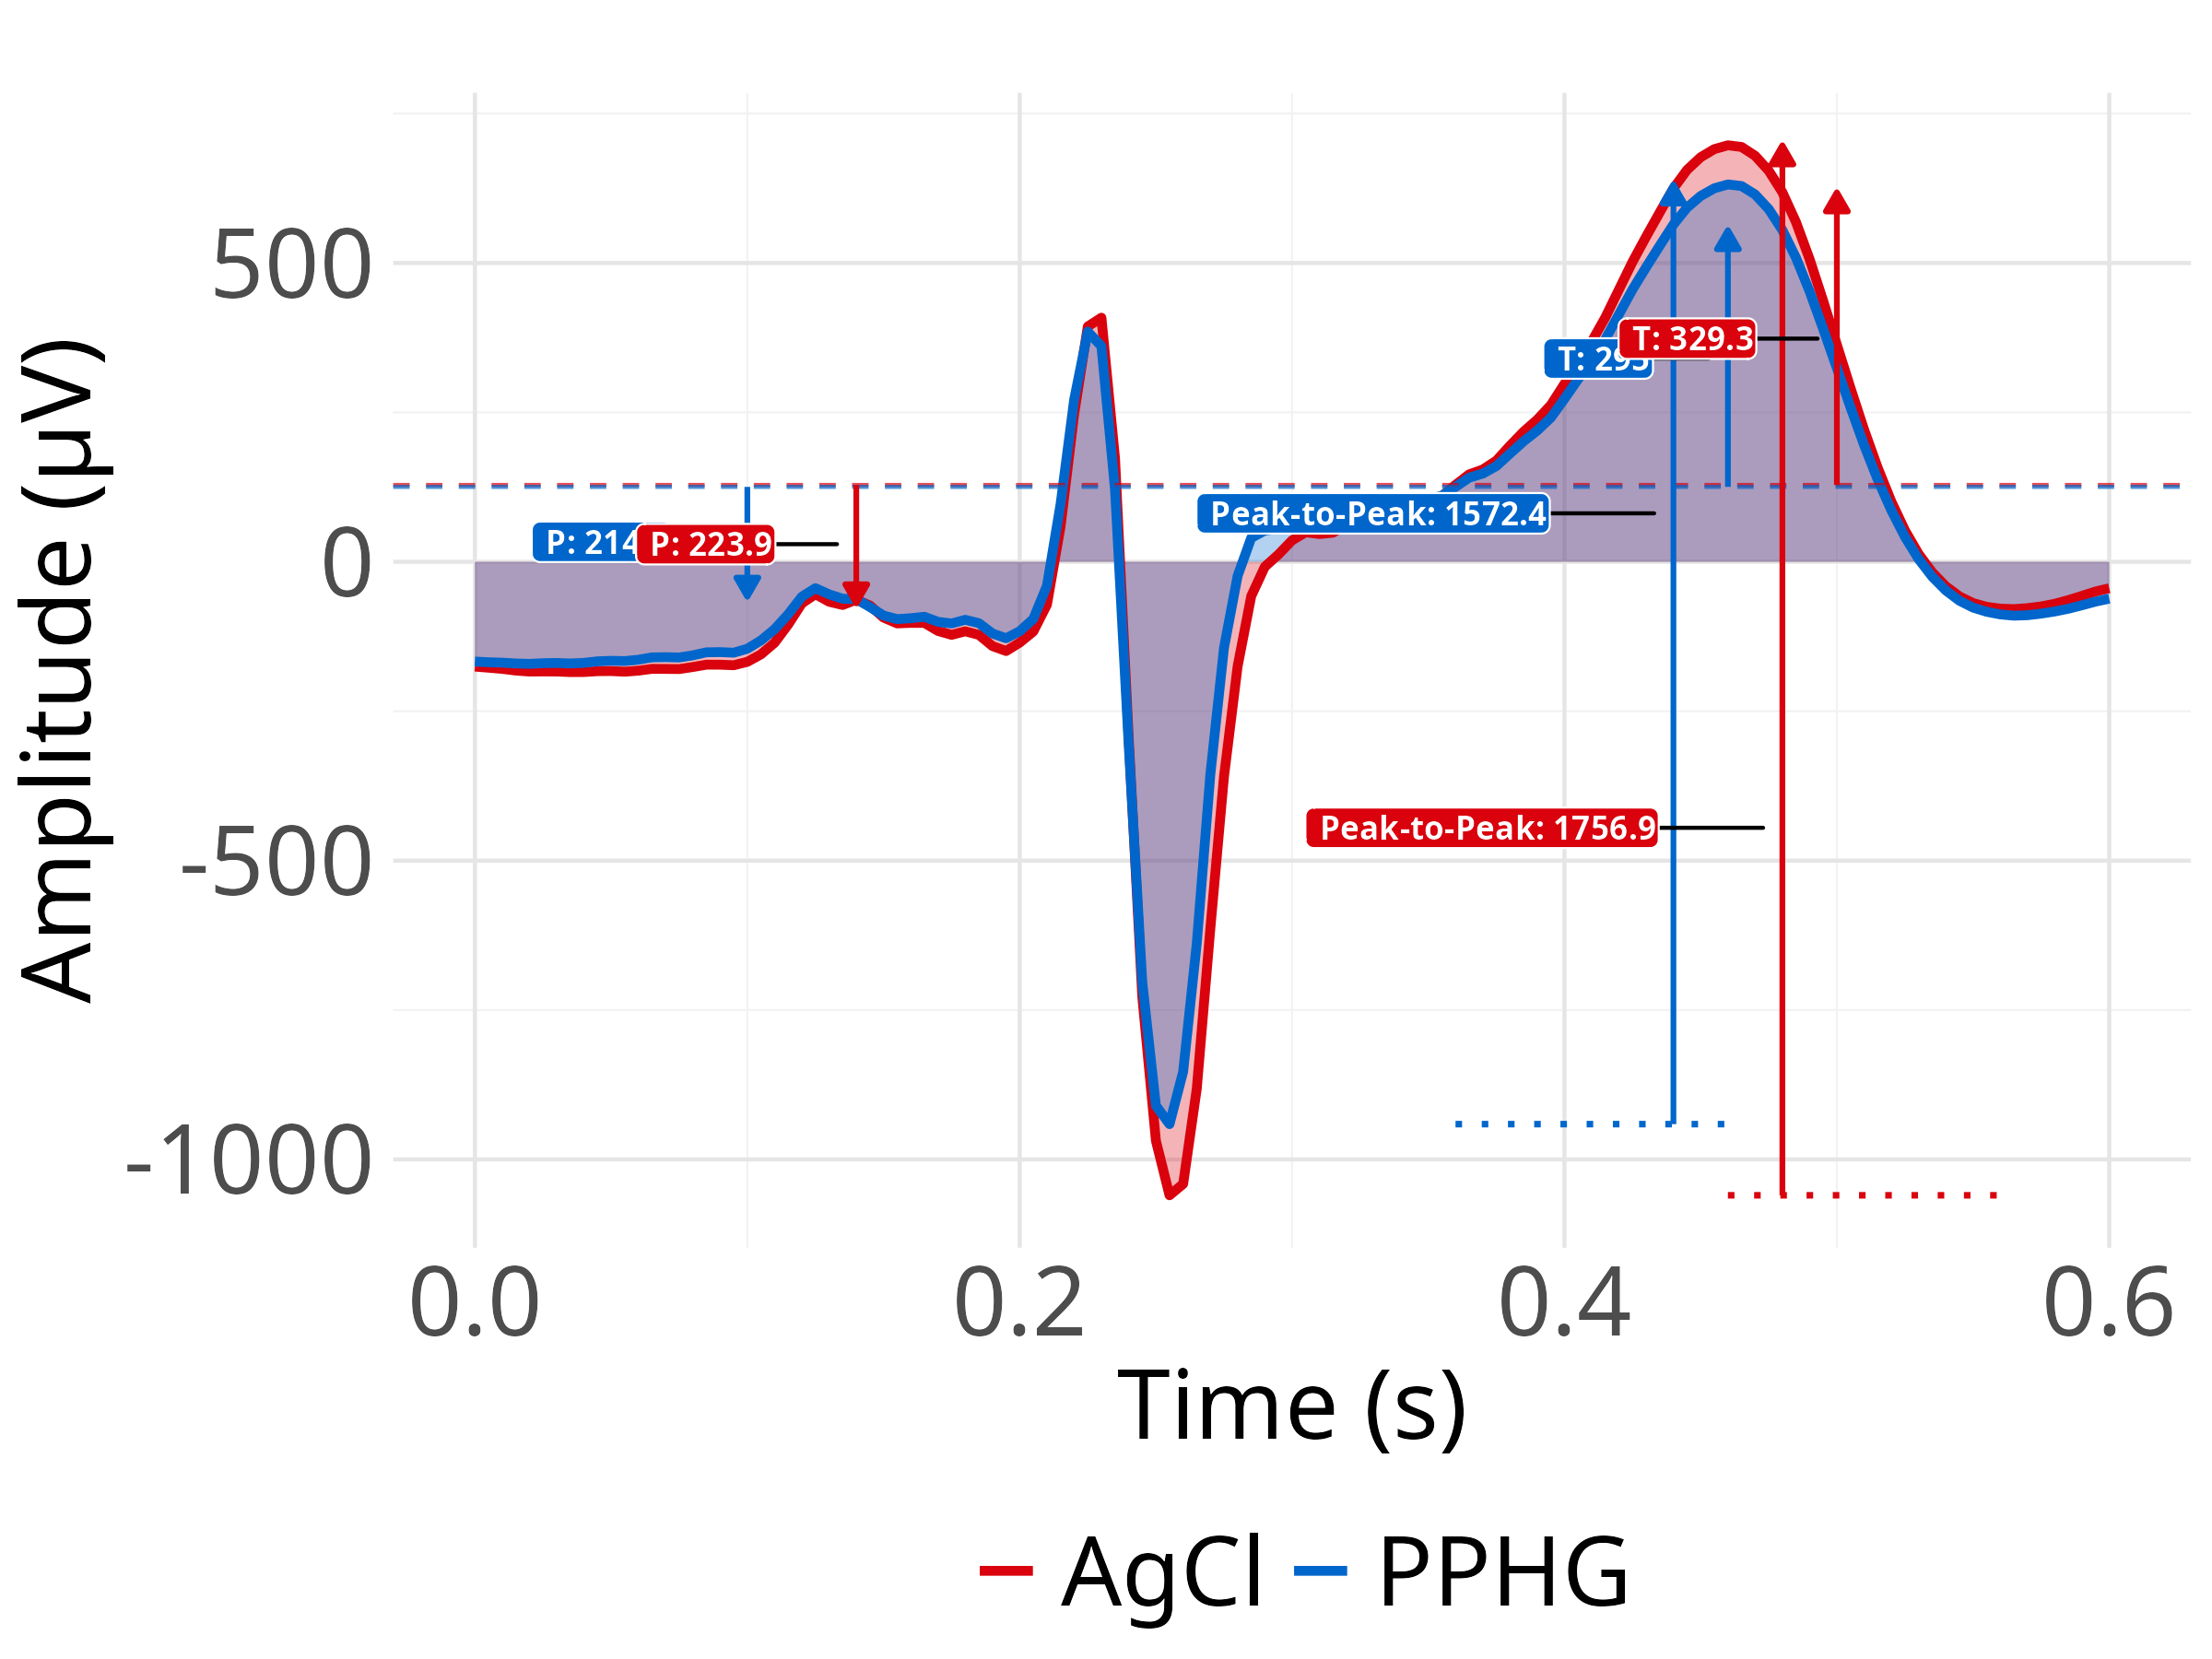 500
0
-500
-1000
Amplitude (µV)
T: 329.3
Peak-to-Peak: 1572.4
P: 214
P: 223.9
Peak-to-Peak: 1756.9
0.0 0.2 0.4 0.6
Time (s)
AgCl PPHG